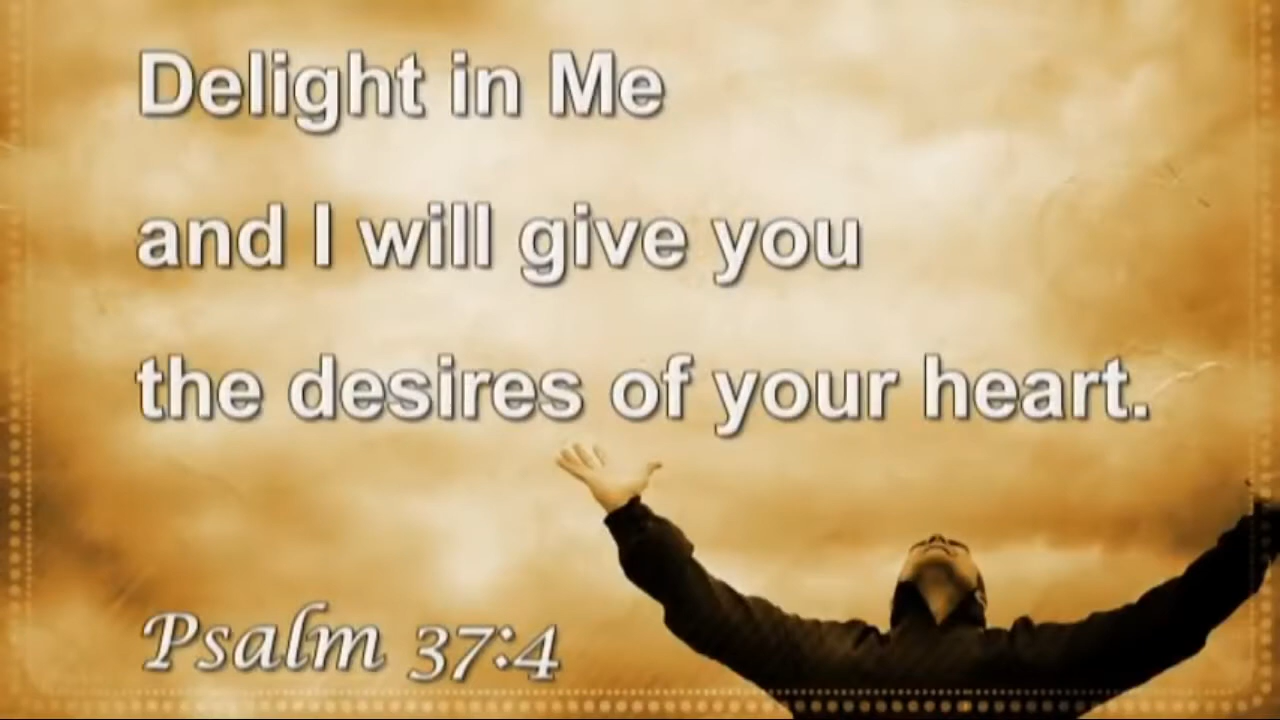 Delight in Me
and I will give you
the desires of your heart.
Psalm 37:4